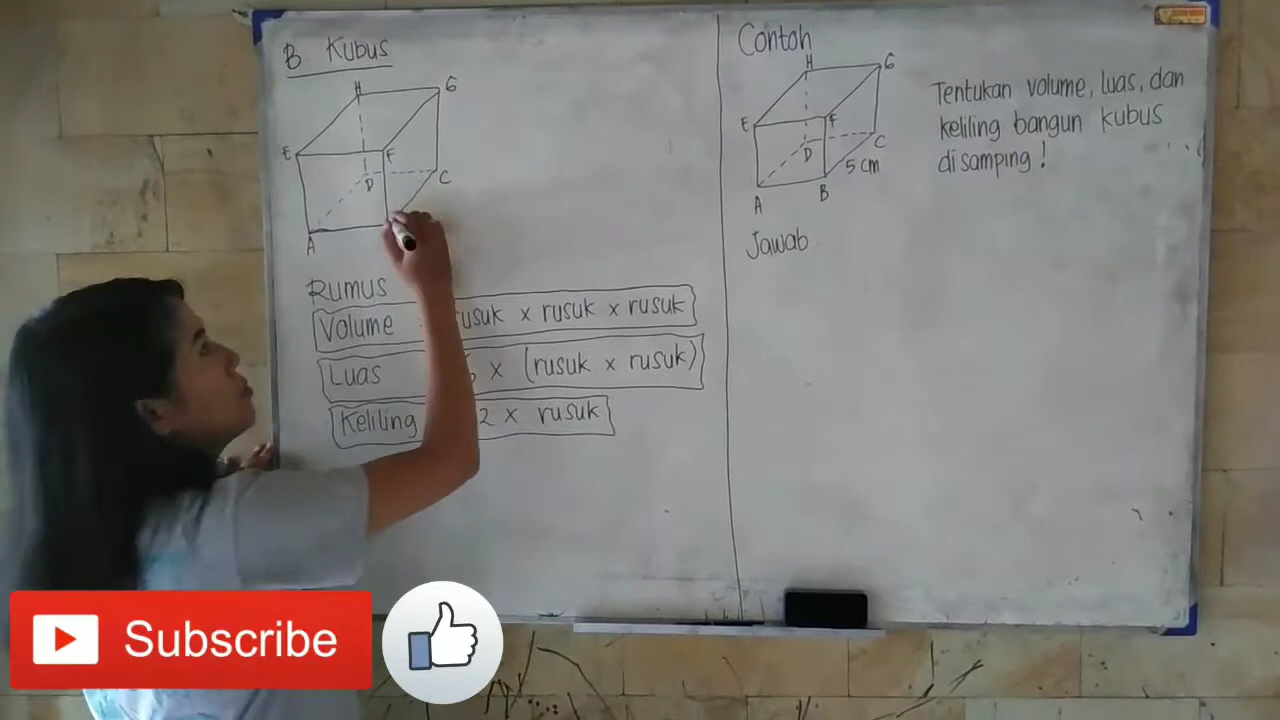 B Kubus
H
G
E
F
D
C
A
Rumus
Volume rusuk x rusuk x rusuk
Luas 6 x (rusuk x rusuk)
Keliling 2 x rusuk
Contoh
H
G
E
F
D
C
5 cm
A
B
Tentukan volume, luas, dan
keliling bangun kubus
disamping!
Jawab
Subscribe